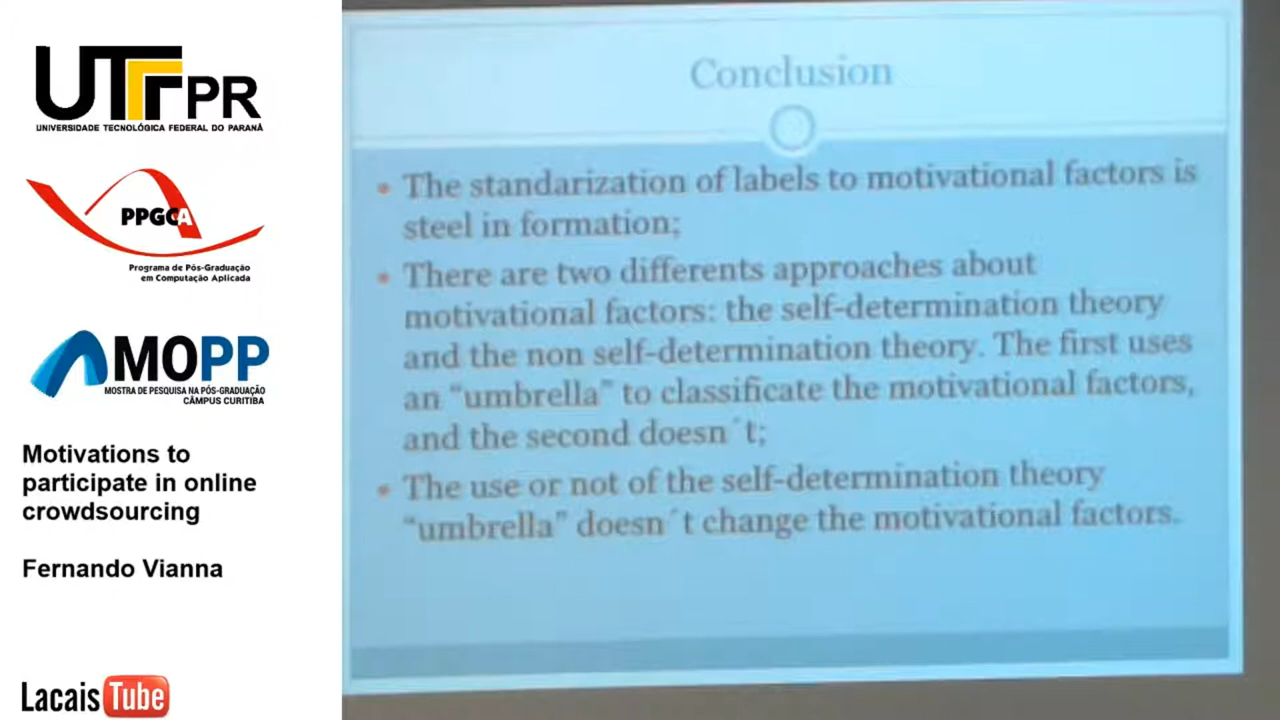 UTFPR
UNIVERSIDADE TECNOLÓGICA FEDERAL DO PARANÁ
PPGCA
Programa de Pós-Graduação
em Computação Aplicada
MOPP
MOSTRA DE PESQUISA NA PÓS-GRADUAÇÃO
CÂMPUS CURITIBA
Motivations to
participate in online
crowdsourcing
Fernando Vianna
LacaisTube
Conclusion
• The standarization of labels to motivational factors is
steel in formation;
• There are two differents approaches about
motivational factors: the self-determination theory
and the non self-determination theory. The first uses
an “umbrella” to classificate the motivational factors,
and the second doesn´t;
• The use or not of the self-determination theory
“umbrella” doesn´t change the motivational factors.